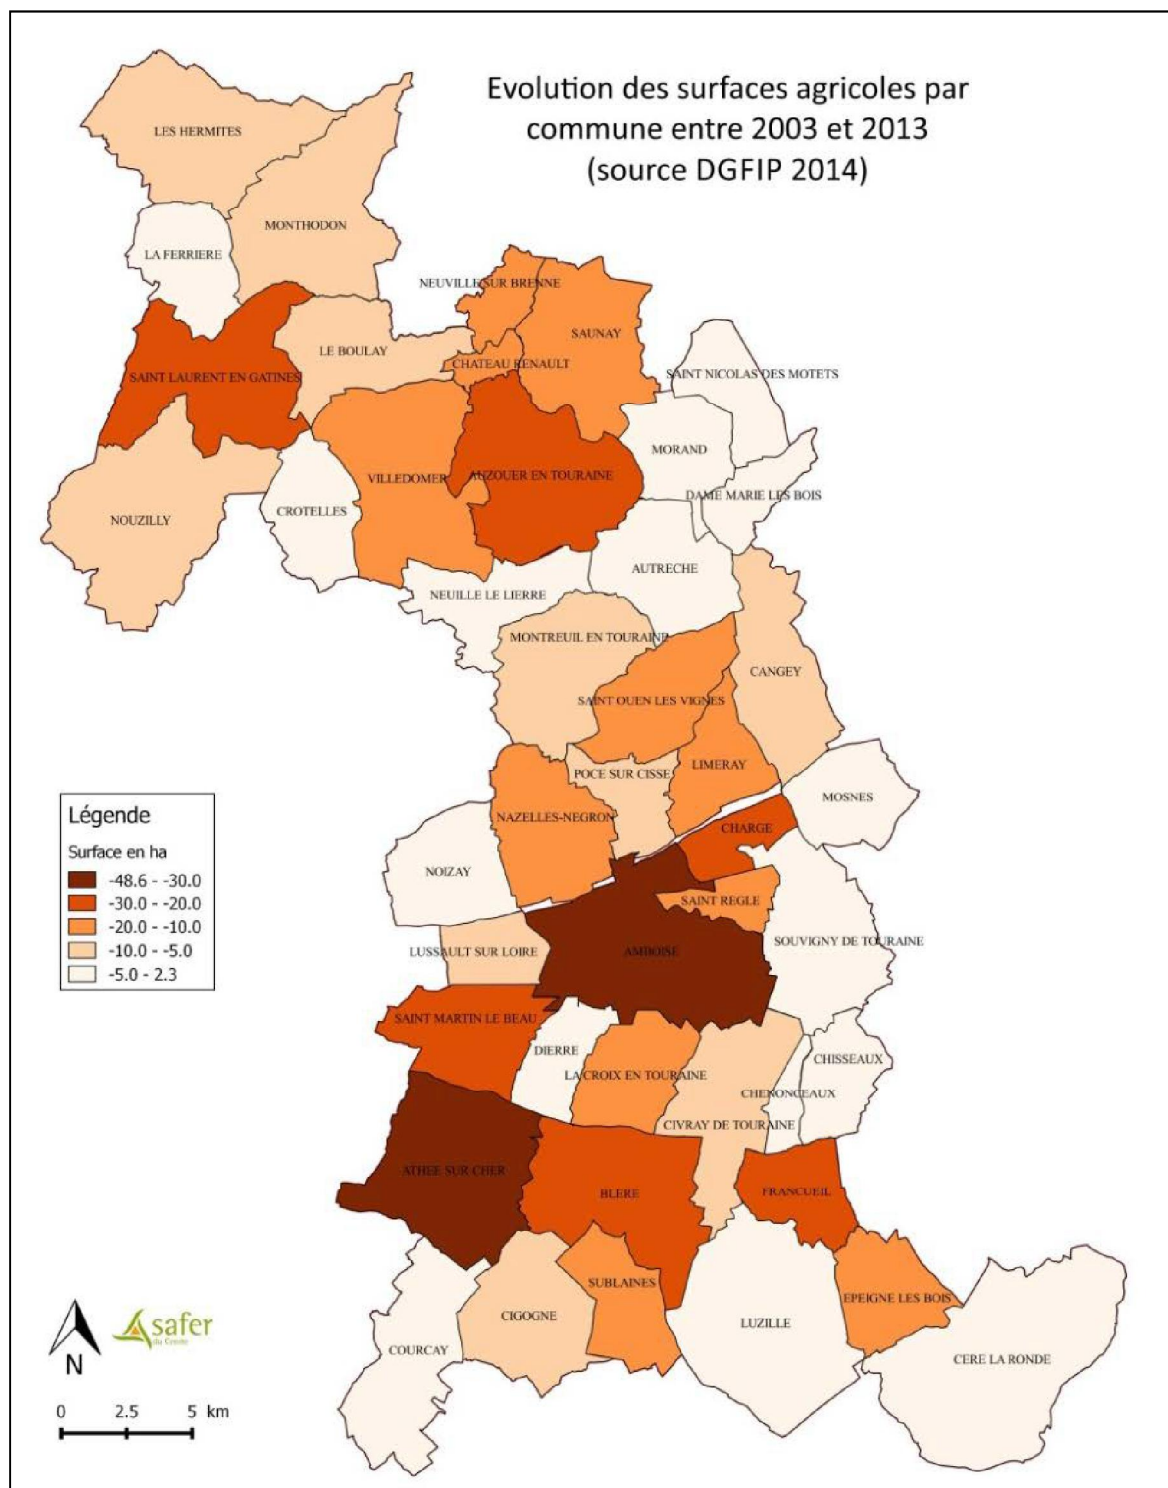 Evolution des surfaces agricoles par
commune entre 2003 et 2013
(source DGFIP 2014)
LES HERMITES
MONTHODON
LA FERRIERE
NEUVILLE SUR BRENNE
SAUNAY
LE BOULAY
CHATEAU RENAULT
SAINT LAURENT EN GATINES
SAINT NICOLAS DES MOTETS
MORAND
VILLEDOMER
AUZOUER EN TOURAINE
DAME MARIE LES BOIS
CROTELLES
NOUZILLY
AUTRECHE
NEUILLE LE LIERRE
MONTREUIL EN TOURAINE
CANGEY
SAINT OUEN LES VIGNES
LIMERAY
POCE SUR CISSE
MOSNES
NAZELLES-NEGRON
CHARGE
NOIZAY
SAINT REGLE
SOUVIGNY DE TOURAINE
LUSSAULT SUR LOIRE
AMBOISE
SAINT MARTIN LE BEAU
DIERRE
CHISSEAUX
LA CROIX EN TOURAINE
CHENONCEAUX
CIVRAY DE TOURAINE
ATHEE SUR CHER
BLERE
FRANCUEIL
SUBLAINES
EPEIGNE LES BOIS
CIGOGNE
LUZILLE
COURCAY
CERE LA RONDE
Légende
Surface en ha
-48.6 - -30.0
-30.0 - -20.0
-20.0 - -10.0
-10.0 - -5.0
-5.0 - 2.3
N
safer
du Centre
0 2.5 5 km